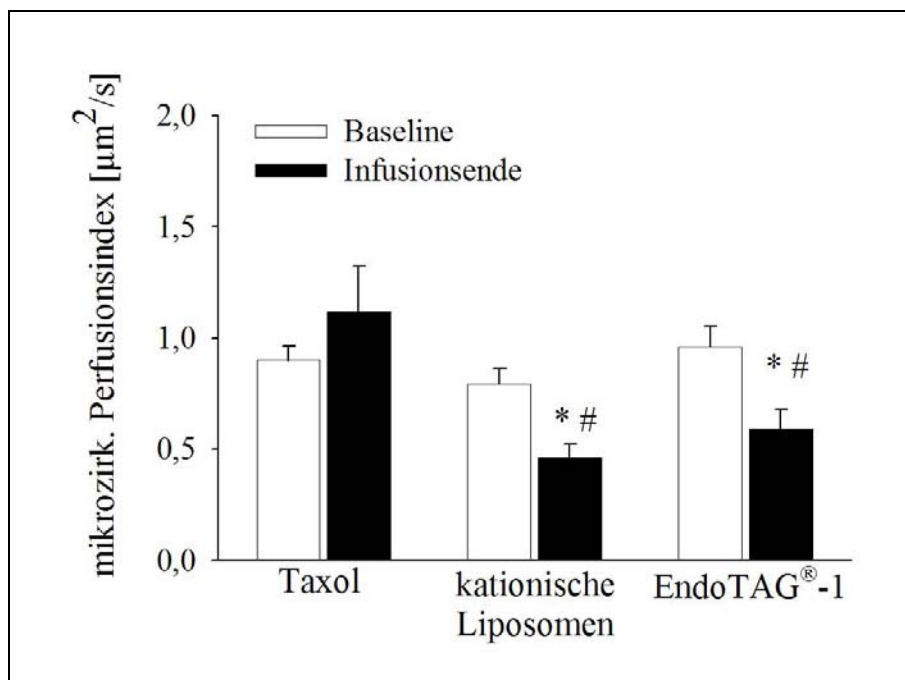 mikrozirk. Perfusionsindex [µm²/s]
2,0
1,5
1,0
0,5
0,0
Baseline
Infusionsende
* #
* #
Taxol
kationische
Liposomen
EndoTAG®-1